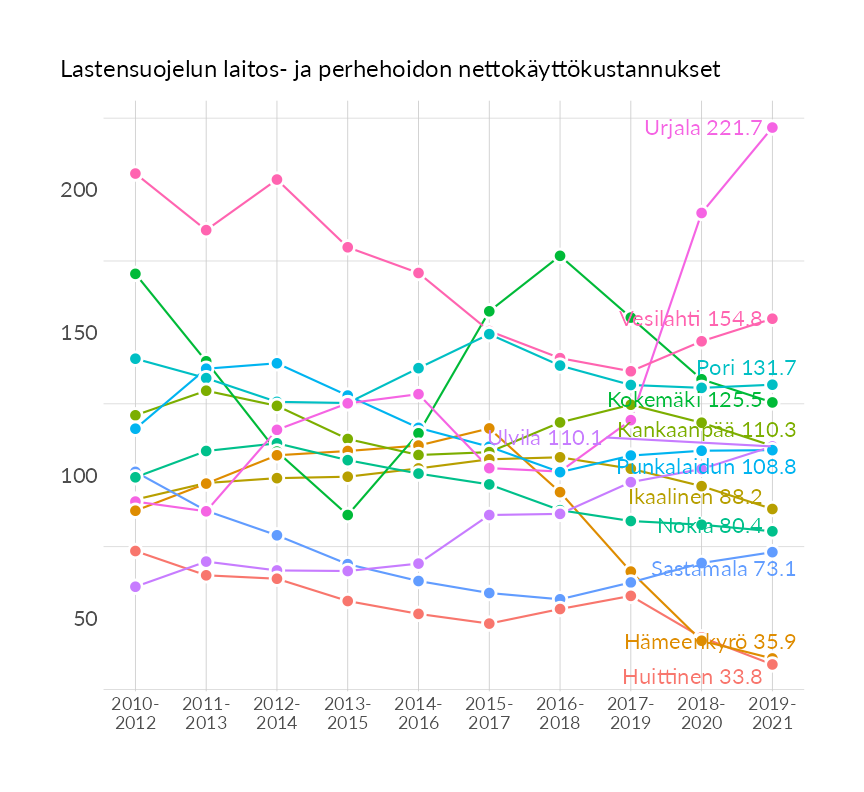 Lastensuojelun laitos- ja perhehoidon nettokäyttökustannukset
Urjala 221.7
200
Vesilahti 154.8
150
Pori 131.7
Kokemäki 125.5
Kankaanpää 110.3
Ulvila 110.1
Punkalaidun 108.8
100
Ikaalinen 88.2
Nokia 80.4
Sastamala 73.1
50
Hämeenkyrö 35.9
Huittinen 33.8
2010- 2011- 2012- 2013- 2014- 2015- 2016- 2017- 2018- 2019-
2012 2013 2014 2015 2016 2017 2018 2019 2020 2021